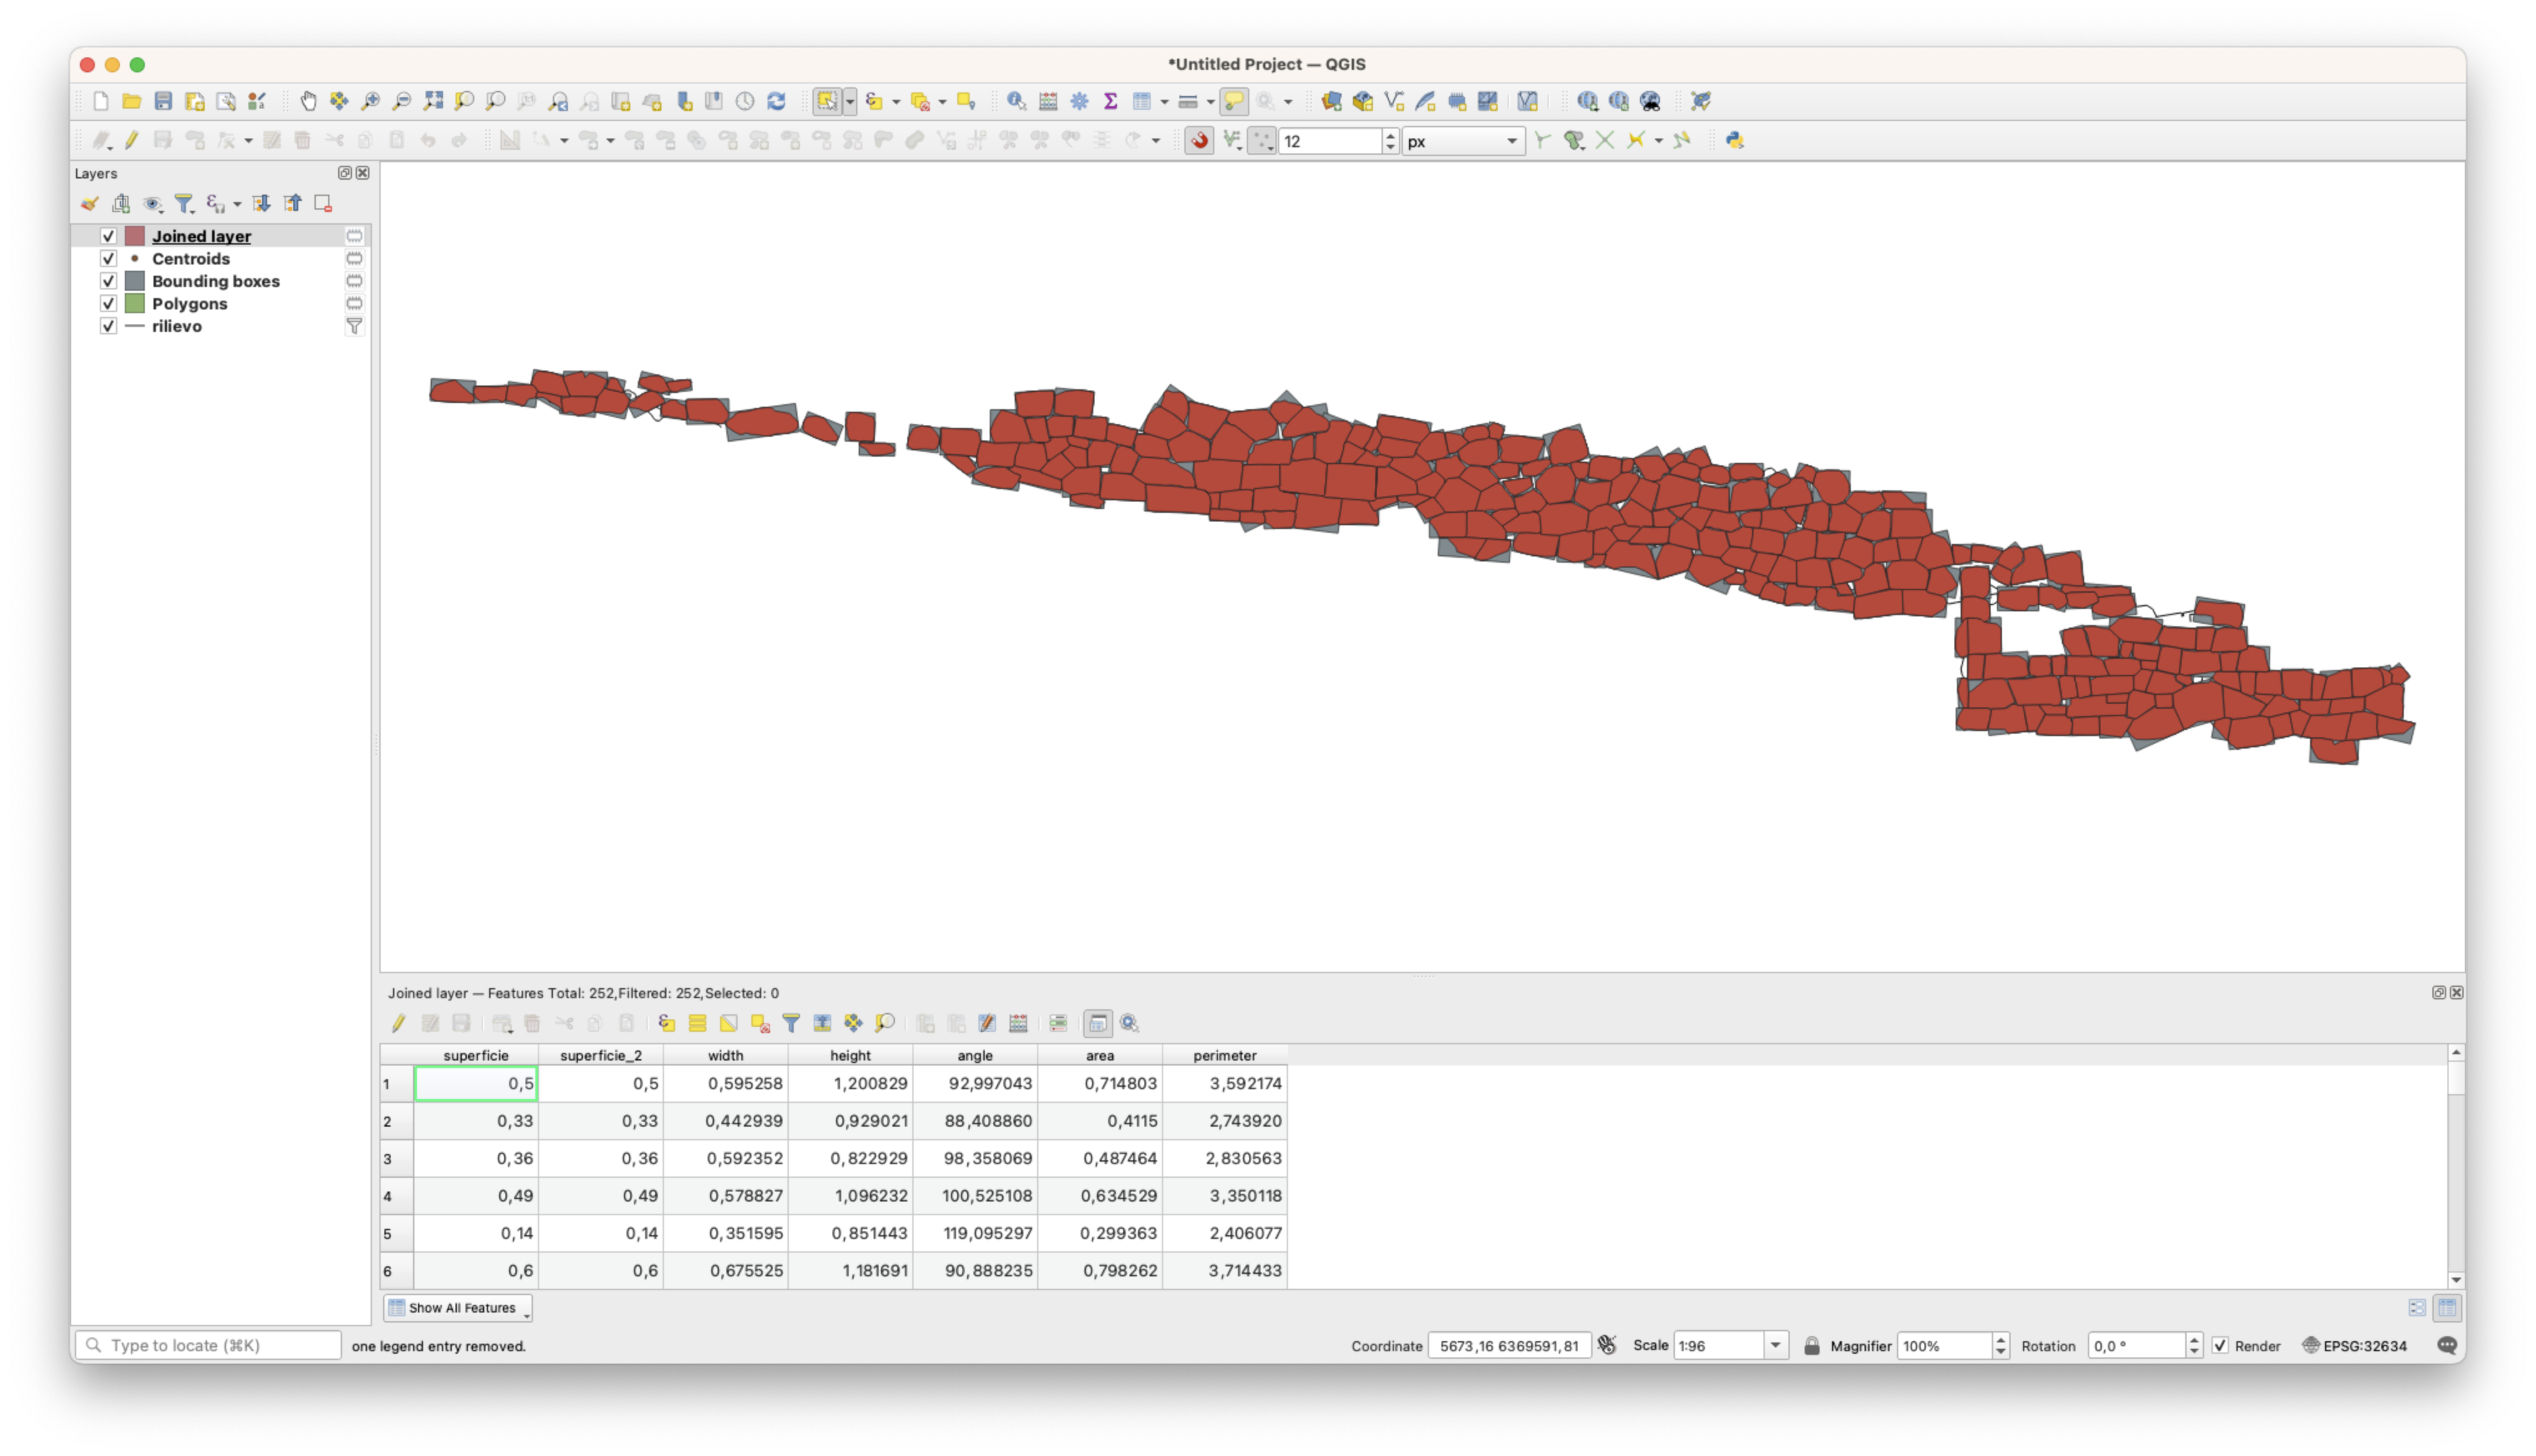 *Untitled Project — QGIS
12 px
Layers
Joined layer
Centroids
Bounding boxes
Polygons
rilievo
Joined layer — Features Total: 252,Filtered: 252,Selected: 0
superficie superficie_2 width height angle area perimeter
1 0,5 0,5 0,595258 1,200829 92,997043 0,714803 3,592174
2 0,33 0,33 0,442939 0,929021 88,408860 0,4115 2,743920
3 0,36 0,36 0,592352 0,822929 98,358069 0,487464 2,830563
4 0,49 0,49 0,578827 1,096232 100,525108 0,634529 3,350118
5 0,14 0,14 0,351595 0,851443 119,095297 0,299363 2,406077
6 0,6 0,6 0,675525 1,181691 90,888235 0,798262 3,714433
Show All Features
Type to locate (⌘K) one legend entry removed. Coordinate 5673,16 6369591,81 Scale 1:96 Magnifier 100% Rotation 0,0 ° Render EPSG:32634